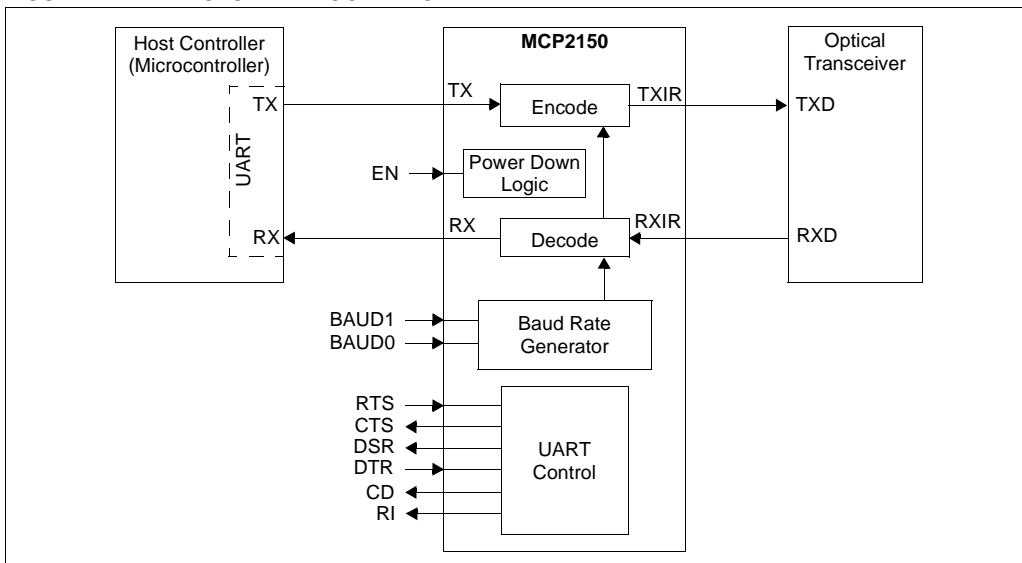 Host Controller
(Microcontroller)
MCP2150
Optical
Transceiver
TX
TX
Encode
TXIR
TXD
UART
EN
Power Down
Logic
RX
RX
Decode
RXIR
RXD
BAUD1
BAUD0
Baud Rate
Generator
RTS
CTS
DSR
DTR
CD
RI
UART
Control